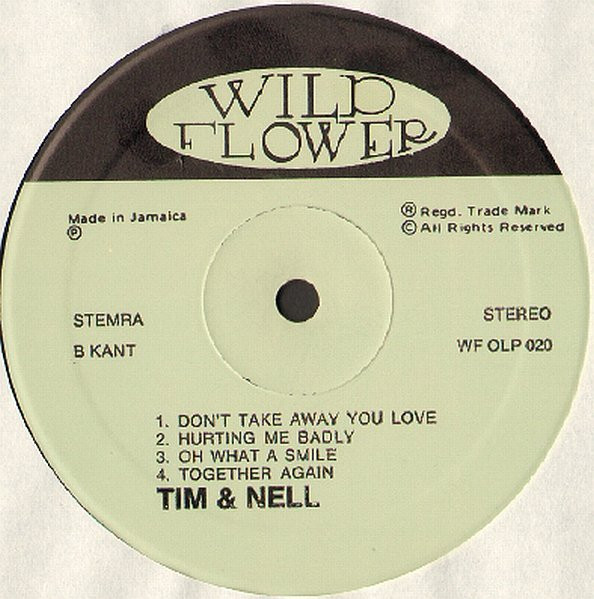 WILD
FLOWER
Made in Jamaica
Ⓟ
® Regd. Trade Mark
© All Rights Reserved
STEMRA
B KANT
STEREO
WF OLP 020
1. DON'T TAKE AWAY YOU LOVE
2. HURTING ME BADLY
3. OH WHAT A SMILE
4. TOGETHER AGAIN
TIM & NELL